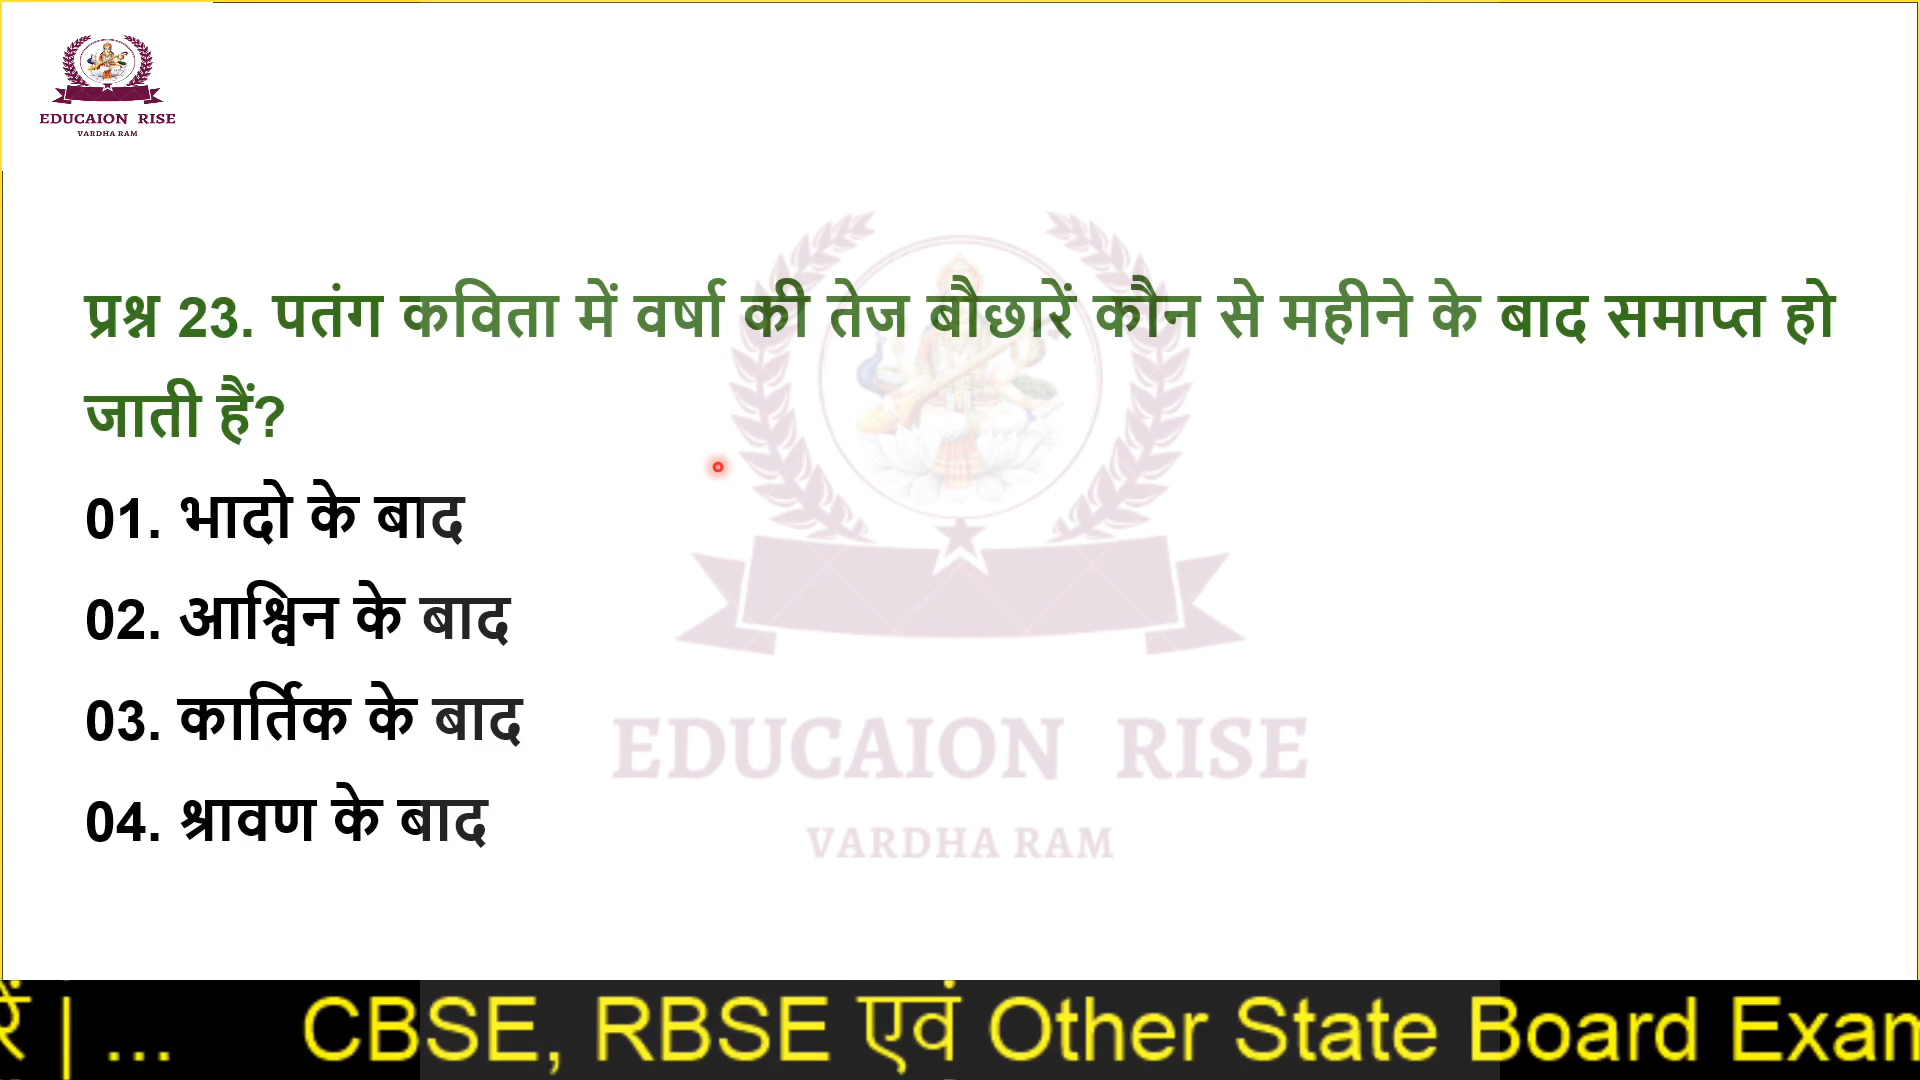 EDUCAION RISE
VARDHA RAM
प्रश्न 23. पतंग कविता में वर्षा की तेज बौछारें कौन से महीने के बाद समाप्त हो
जाती हैं?
01. भादो के बाद
02. आश्विन के बाद
03. कार्तिक के बाद
04. श्रावण के बाद
EDUCAION RISE
VARDHA RAM
रें | ... CBSE, RBSE एवं Other State Board Exam